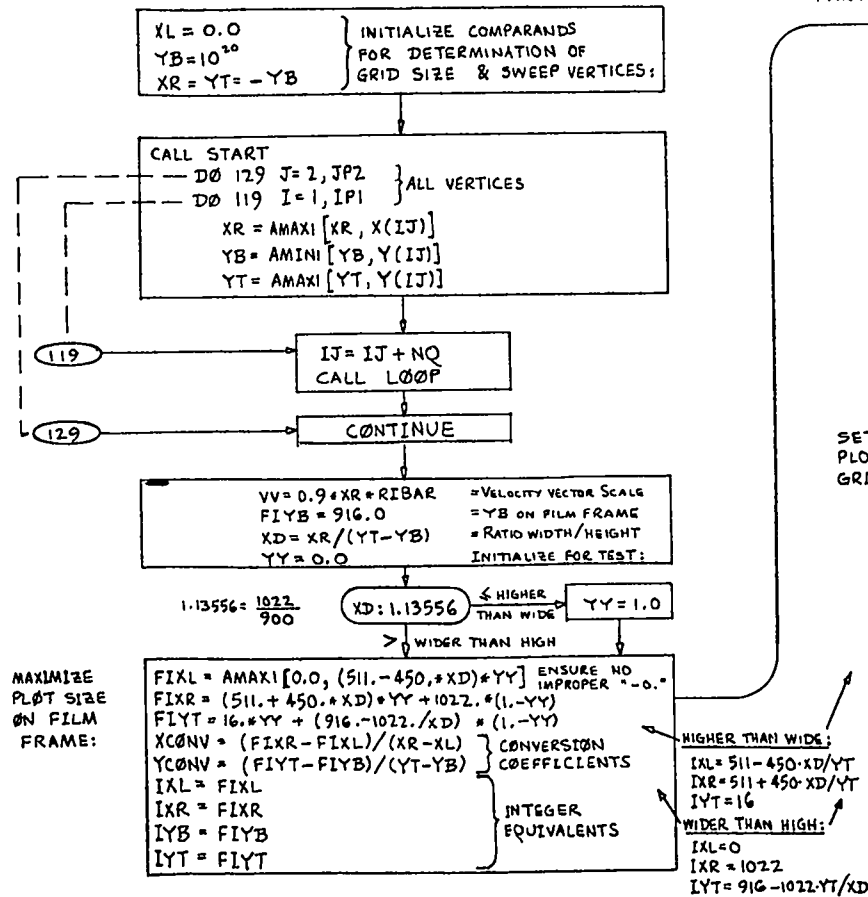 XL = 0.0
YB = 10²⁰
XR = YT = -YB
INITIALIZE COMPARANDS
FOR DETERMINATION OF
GRID SIZE & SWEEP VERTICES:
CALL START
DØ 129 J = 2, JP2
DØ 119 I = 1, IP1
ALL VERTICES
XR = AMAX1 [XR, X(IJ)]
YB = AMIN1 [YB, Y(IJ)]
YT = AMAX1 [YT, Y(IJ)]
119
IJ = IJ + NQ
CALL LØØP
129
CØNTINUE
SET
PLO
GRI
VV = 0.9 * XR * RIBAR = VELOCITY VECTOR SCALE
FIYB = 916.0 = YB ON FILM FRAME
XD = XR/(YT-YB) = RATIO WIDTH/HEIGHT
YY = 0.0 INITIALIZE FOR TEST:
1.13556 = 1022/900
XD: 1.13556
≤ HIGHER
THAN WIDE
YY = 1.0
> WIDER THAN HIGH
MAXIMIZE
PLØT SIZE
ØN FILM
FRAME:
FIXL = AMAX1 [0.0, (511.-450.*XD)*YY] ENSURE NO
IMPROPER "-0."
FIXR = (511.+450.*XD)*YY + 1022.*(1.-YY)
FIYT = 16.*YY + (916.-1022./XD) * (1.-YY)
XCØNV = (FIXR-FIXL)/(XR-XL)
YCØNV = (FIYT-FIYB)/(YT-YB)
CØNVERSIØN
CØEFFICIENTS
IXL = FIXL
IXR = FIXR
IYB = FIYB
IYT = FIYT
INTEGER
EQUIVALENTS
HIGHER THAN WIDE:
IXL = 511-450·XD/YT
IXR = 511+450·XD/YT
IYT = 16
WIDER THAN HIGH:
IXL = 0
IXR = 1022
IYT = 916-1022·YT/XD